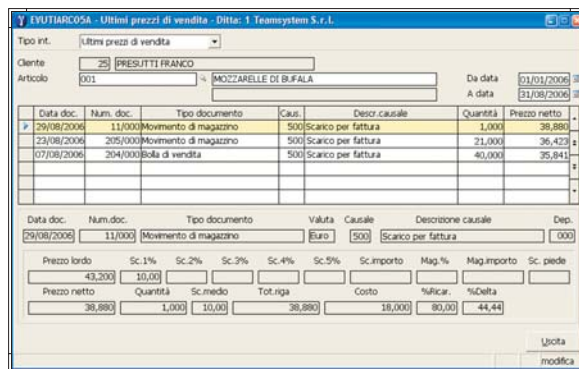 EVUTIARC05A - Ultimi prezzi di vendita - Ditta: 1 Teamsystem S.r.l.
Tipo int. Ultimi prezzi di vendita
Cliente 25 PRESUTTI FRANCO
Articolo 001 MOZZARELLE DI BUFALA Da data 01/01/2006
A data 31/08/2006
Data doc. Num. doc. Tipo documento Caus. Descr.causale Quantità Prezzo netto
29/08/2006 11/000 Movimento di magazzino 500 Scarico per fattura 1,000 38,880
23/08/2006 205/000 Movimento di magazzino 500 Scarico per fattura 21,000 36,423
07/08/2006 204/000 Bolla di vendita 500 Scarico per fattura 40,000 35,841
Data doc. Num.doc. Tipo documento Valuta Causale Descrizione causale Dep.
29/08/2006 11/000 Movimento di magazzino Euro 500 Scarico per fattura 000
Prezzo lordo Sc.1% Sc.2% Sc.3% Sc.4% Sc.5% Sc.importo Mag.% Mag.importo Sc. piede
43,200 10,00
Prezzo netto Quantità Sc.medio Tot.riga Costo %Ricar. %Delta
38,880 1,000 10,00 38,880 18,000 80,00 44,44
Uscita
modifica